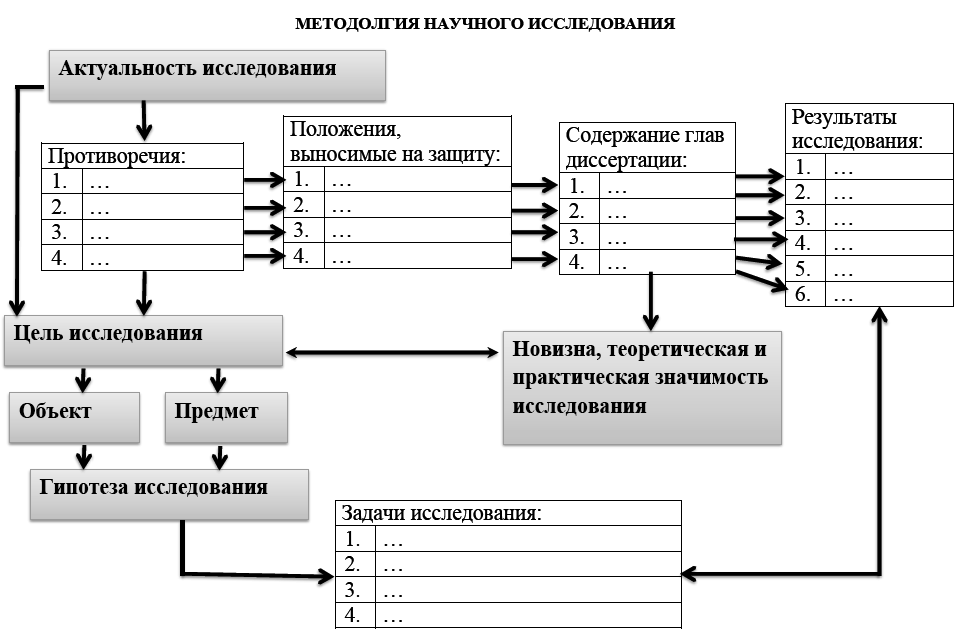 МЕТОДОЛГИЯ НАУЧНОГО ИССЛЕДОВАНИЯ
Актуальность исследования
Противоречия:
1. …
2. …
3. …
4. …
Положения,
выносимые на защиту:
1. …
2. …
3. …
4. …
Содержание глав
диссертации:
1. …
2. …
3. …
4. …
Результаты
исследования:
1. …
2. …
3. …
4. …
5. …
6. …
Цель исследования
Новизна, теоретическая и
практическая значимость
исследования
Объект
Предмет
Гипотеза исследования
Задачи исследования:
1. …
2. …
3. …
4. …